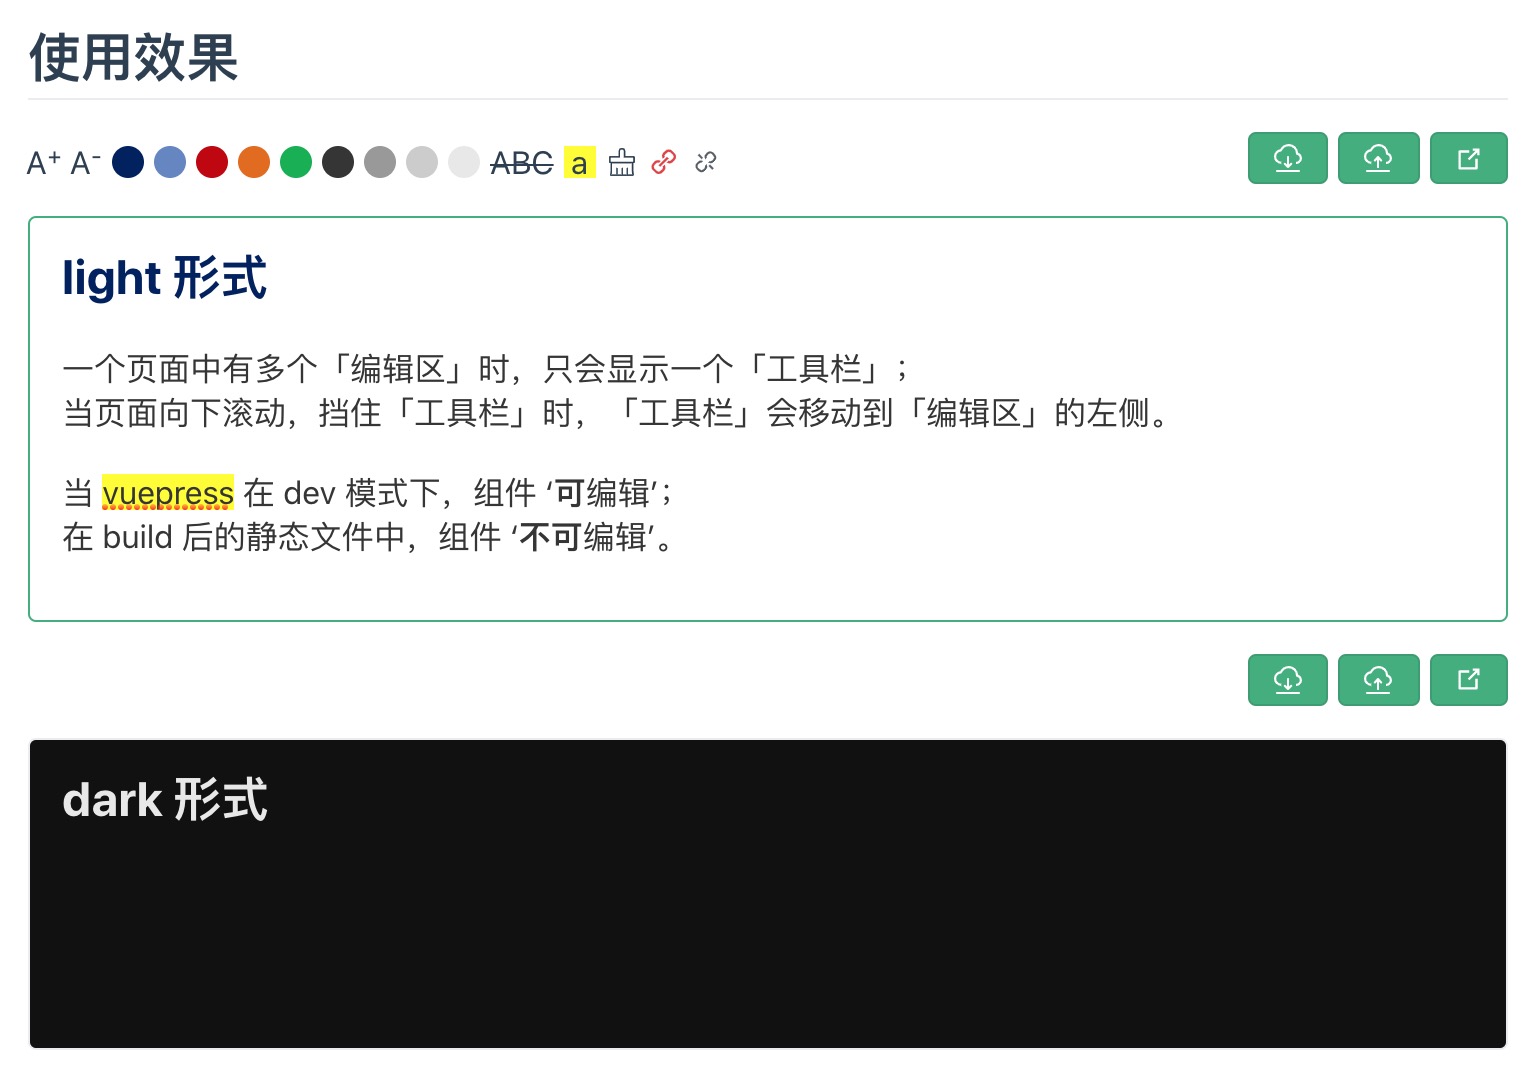 使用效果
A⁺ A⁻ ABC a
light 形式
一个页面中有多个「编辑区」时，只会显示一个「工具栏」；
当页面向下滚动，挡住「工具栏」时，「工具栏」会移动到「编辑区」的左侧。
当 vuepress 在 dev 模式下，组件 ‘可编辑’；
在 build 后的静态文件中，组件 ‘不可编辑’。
dark 形式